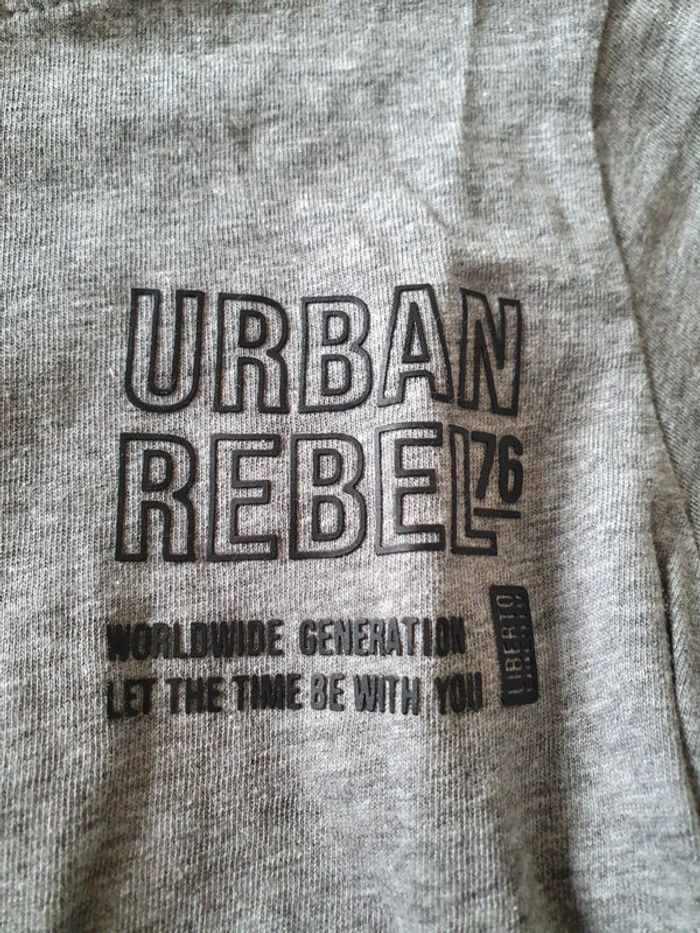 URBAN
REBEL 76
WORLDWIDE GENERATION
LET THE TIME BE WITH YOU
LIBERTO